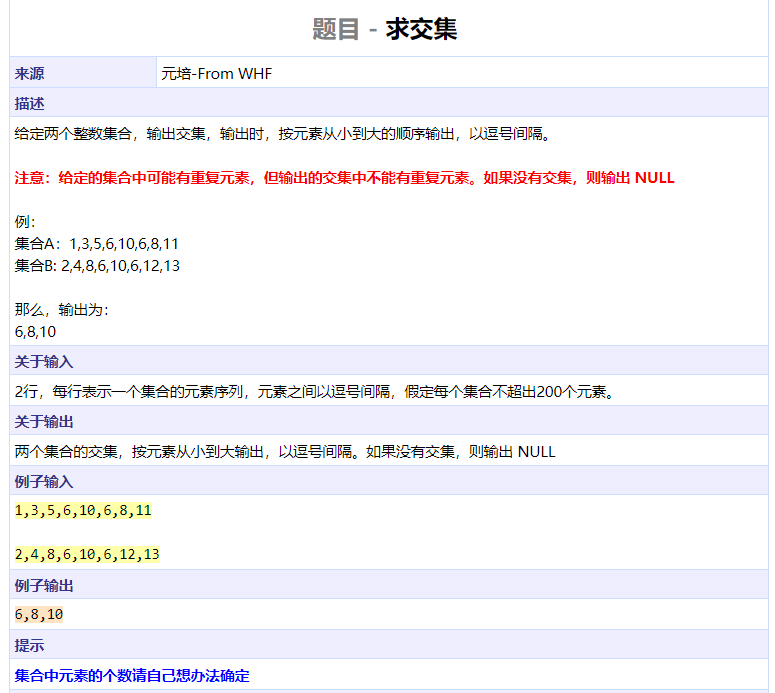 题目 - 求交集
来源 元培-From WHF
描述
给定两个整数集合，输出交集，输出时，按元素从小到大的顺序输出，以逗号间隔。
注意：给定的集合中可能有重复元素，但输出的交集中不能有重复元素。如果没有交集，则输出 NULL
例：
集合A：1,3,5,6,10,6,8,11
集合B: 2,4,8,6,10,6,12,13
那么，输出为：
6,8,10
关于输入
2行，每行表示一个集合的元素序列，元素之间以逗号间隔，假定每个集合不超出200个元素。
关于输出
两个集合的交集，按元素从小到大输出，以逗号间隔。如果没有交集，则输出 NULL
例子输入
1,3,5,6,10,6,8,11
2,4,8,6,10,6,12,13
例子输出
6,8,10
提示
集合中元素的个数请自己想办法确定